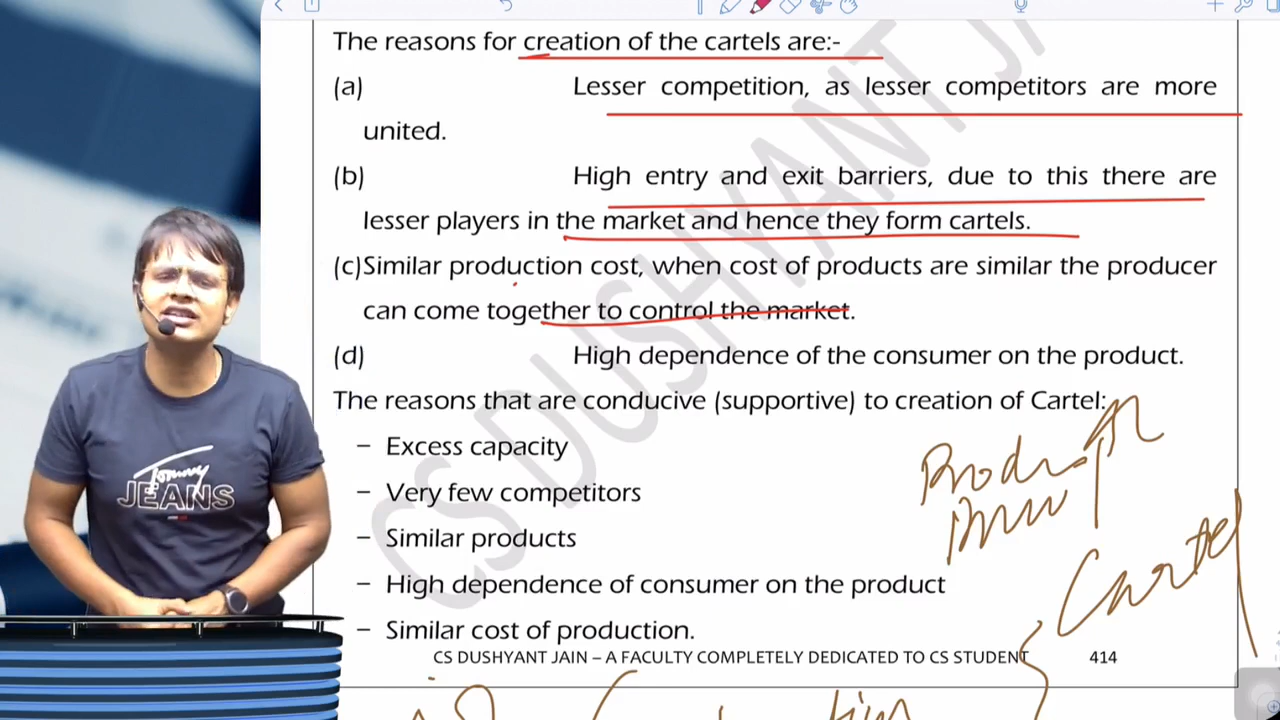 The reasons for creation of the cartels are:-
(a) Lesser competition, as lesser competitors are more
united.
(b) High entry and exit barriers, due to this there are
lesser players in the market and hence they form cartels.
(c)Similar production cost, when cost of products are similar the producer
can come together to control the market.
(d) High dependence of the consumer on the product.
The reasons that are conducive (supportive) to creation of Cartel:
– Excess capacity
– Very few competitors
– Similar products
– High dependence of consumer on the product
– Similar cost of production.
CS DUSHYANT JAIN – A FACULTY COMPLETELY DEDICATED TO CS STUDENT 414
Cartel
CS DUSHYANT JA
Tommy
JEANS